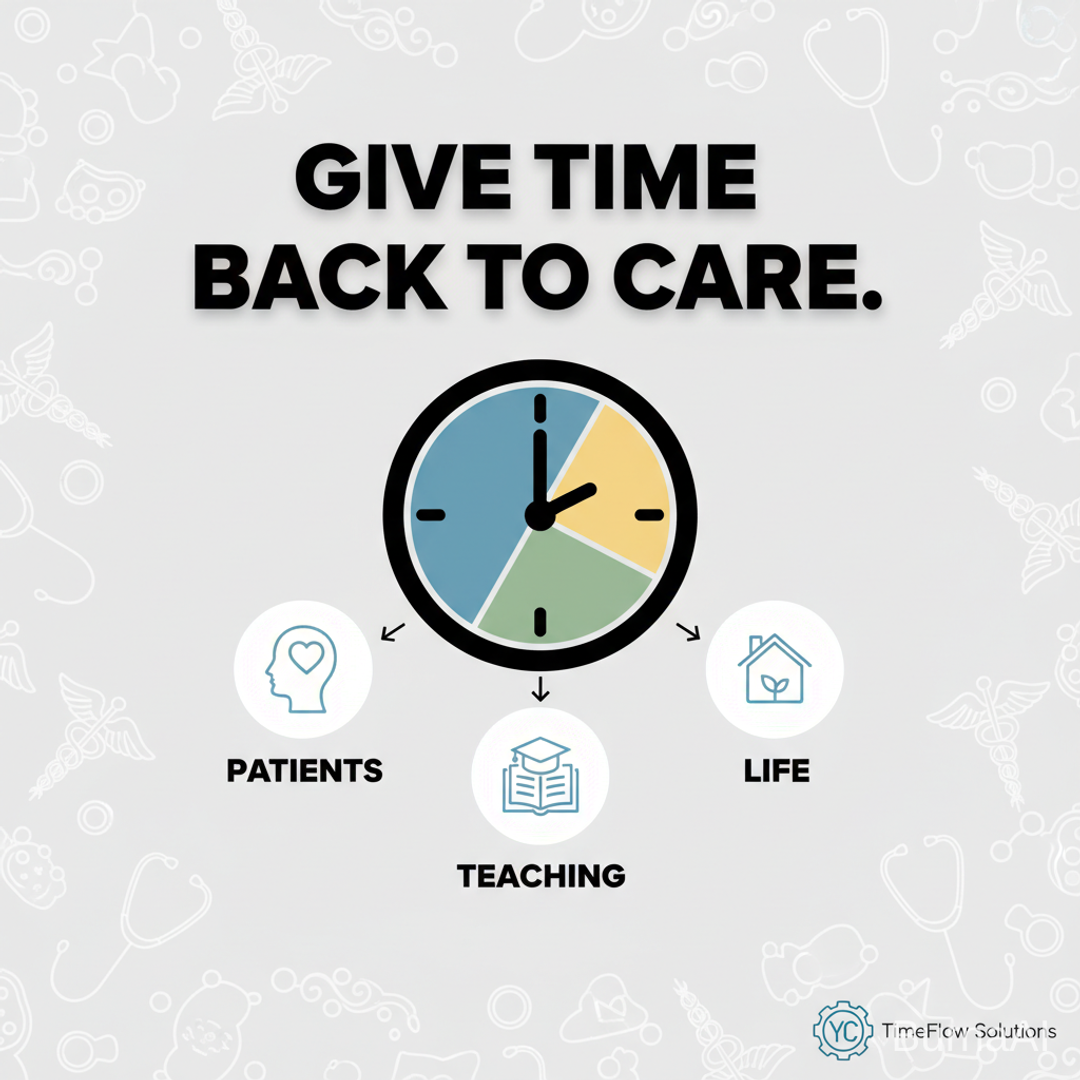 GIVE TIME
BACK TO CARE.
PATIENTS
LIFE
TEACHING
YC
TimeFlow Solutions